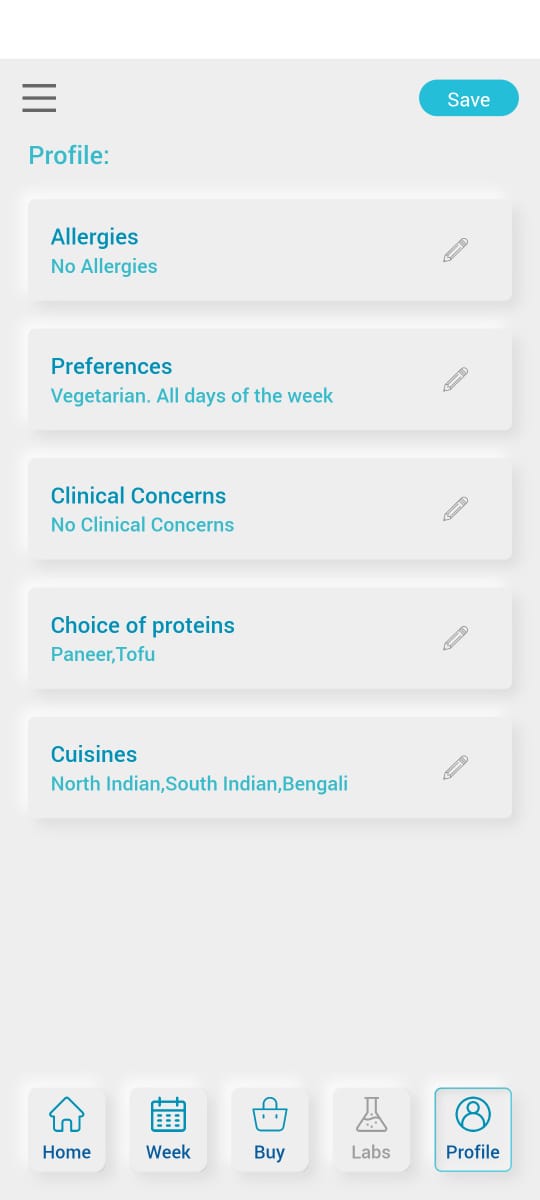 Save
Profile:
Allergies
No Allergies
Preferences
Vegetarian. All days of the week
Clinical Concerns
No Clinical Concerns
Choice of proteins
Paneer,Tofu
Cuisines
North Indian,South Indian,Bengali
Home Week Buy Labs Profile